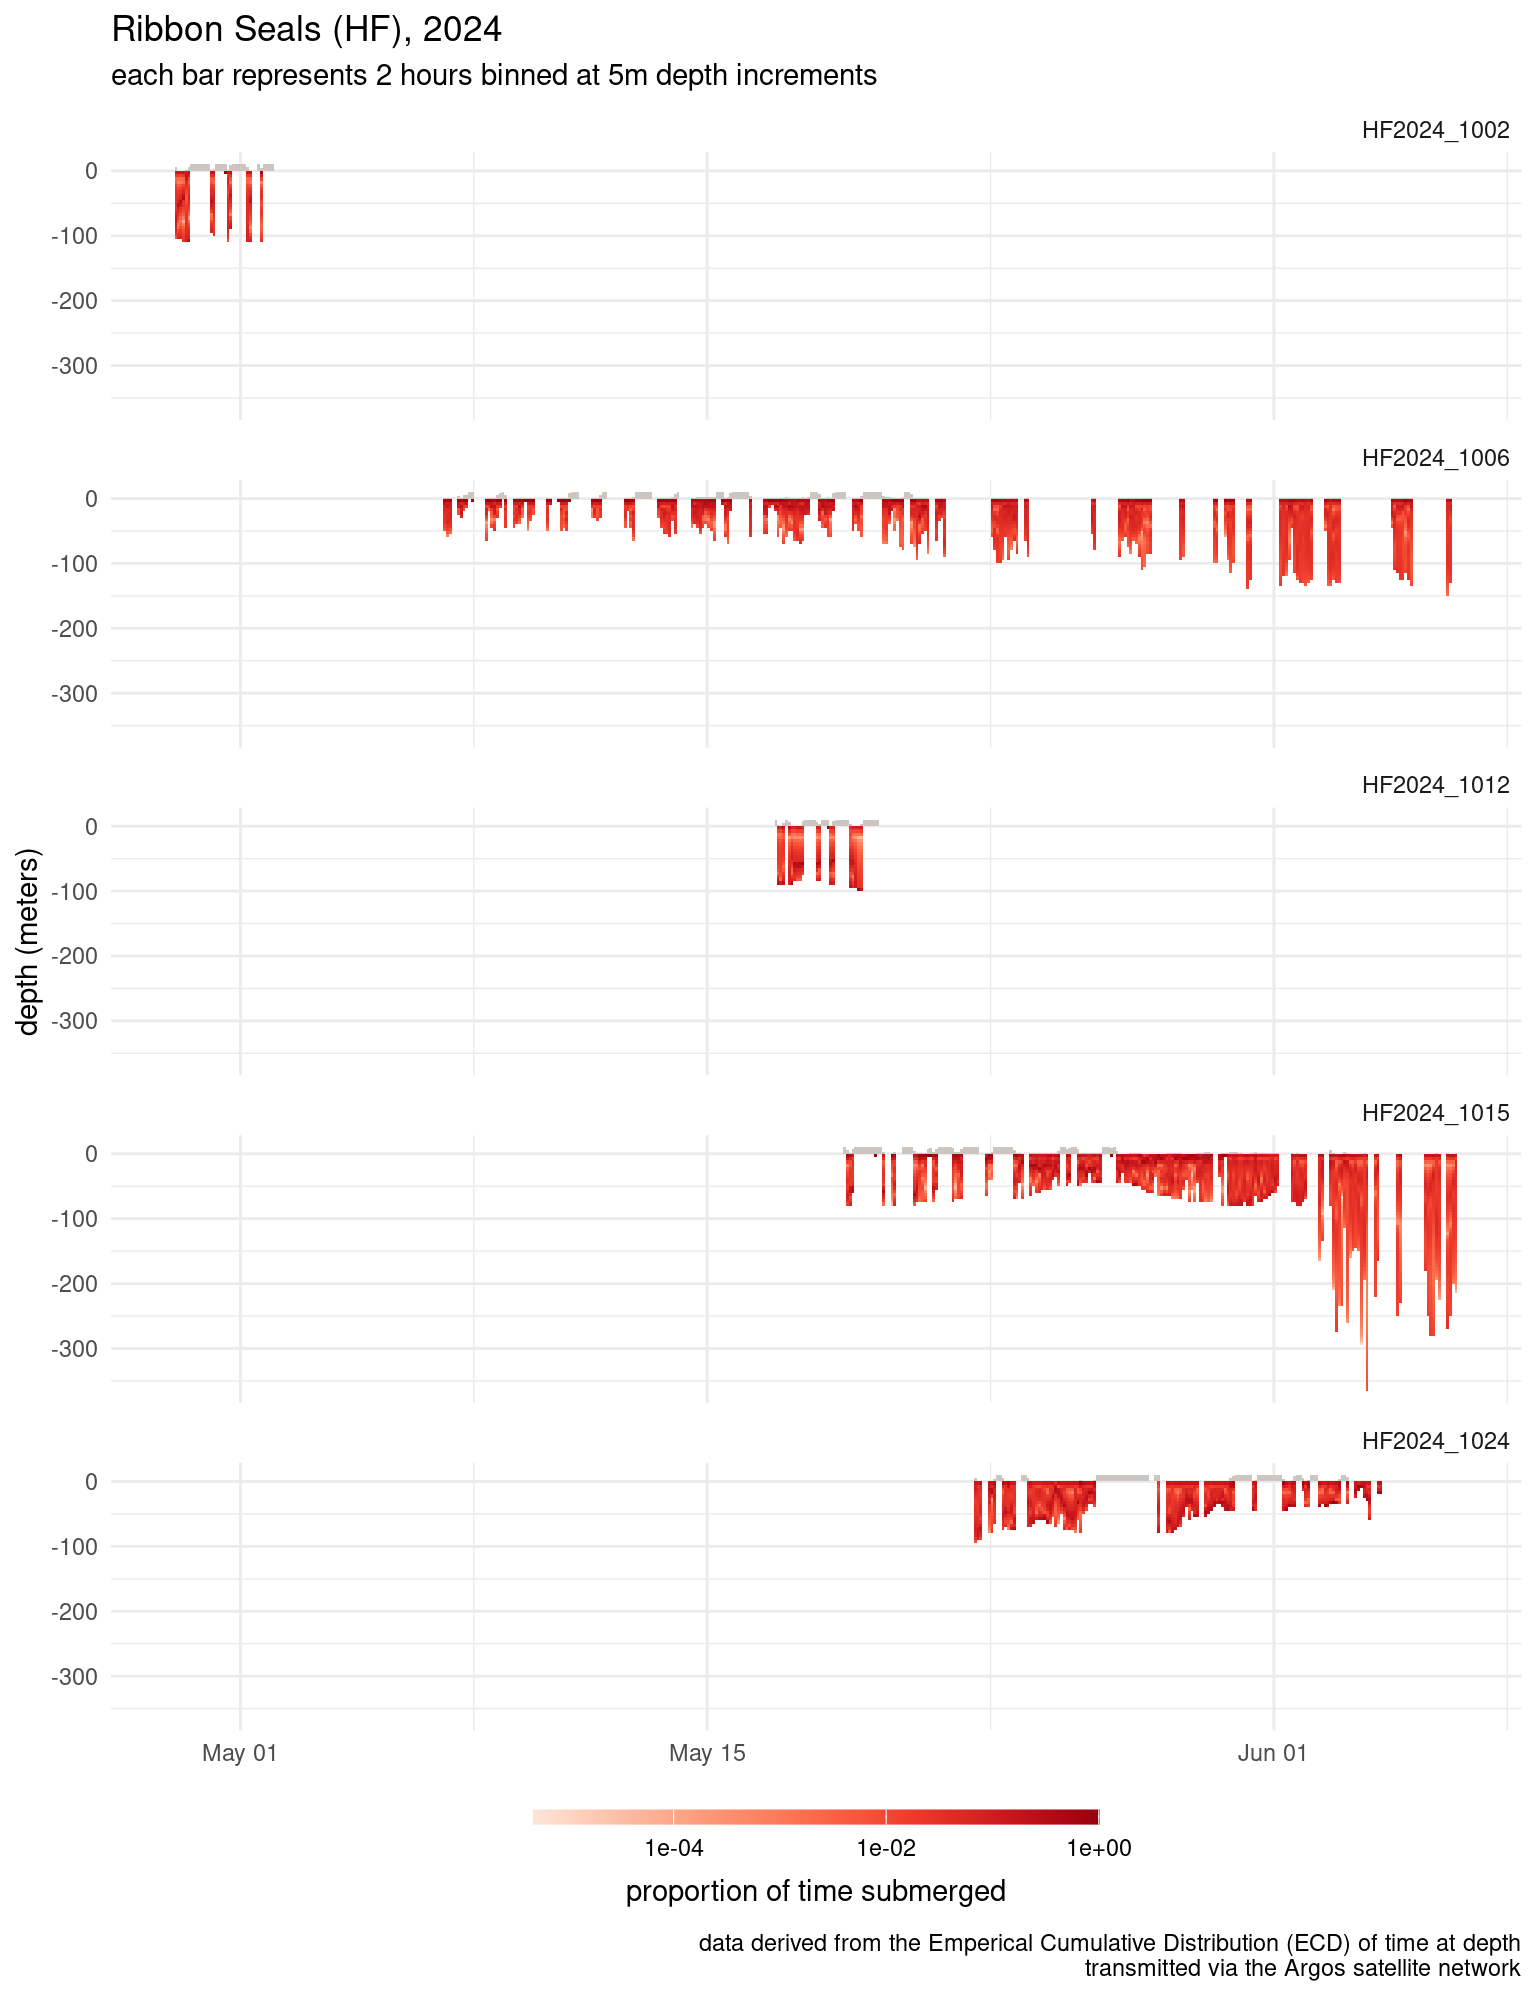 Ribbon Seals (HF), 2024
each bar represents 2 hours binned at 5m depth increments
HF2024_1002
0
-100
-200
-300
HF2024_1006
0
-100
-200
-300
HF2024_1012
0
-100
-200
-300
depth (meters)
HF2024_1015
0
-100
-200
-300
HF2024_1024
0
-100
-200
-300
May 01 May 15 Jun 01
1e-04 1e-02 1e+00
proportion of time submerged
data derived from the Emperical Cumulative Distribution (ECD) of time at depth
transmitted via the Argos satellite network